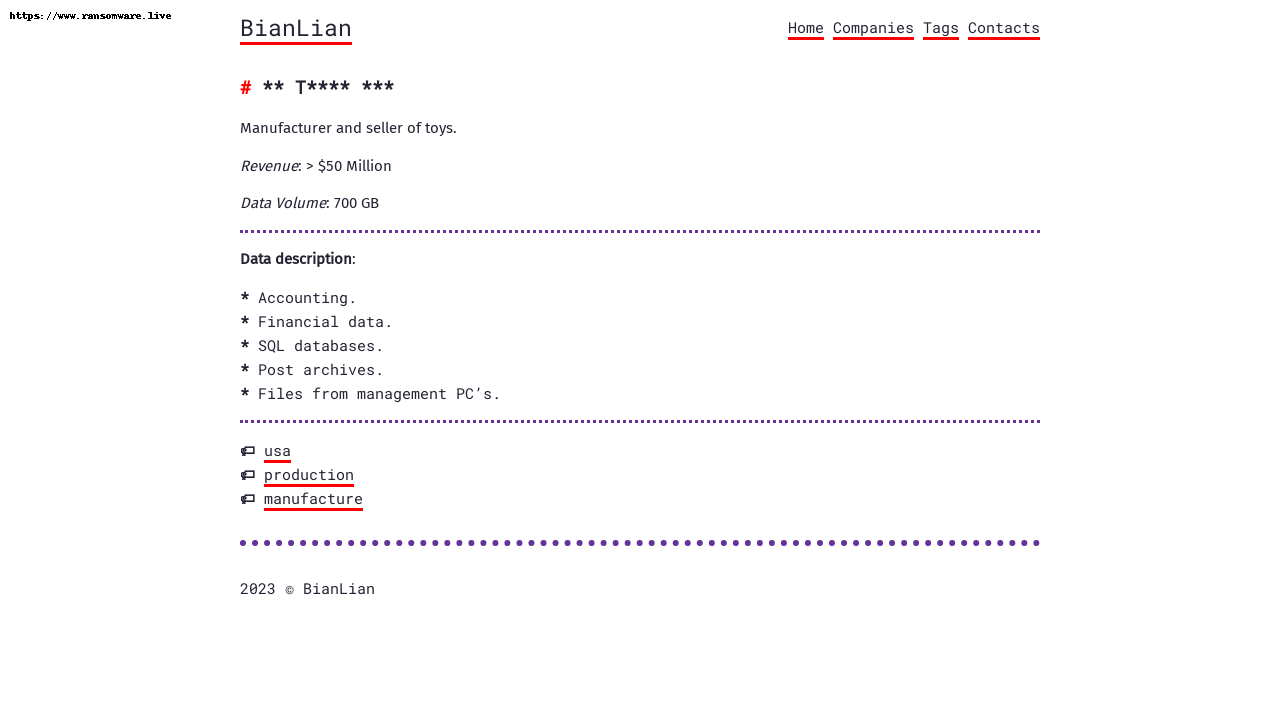 https://www.ransomware.live
BianLian
Home Companies Tags Contacts
# ** T**** ***
Manufacturer and seller of toys.
Revenue: > $50 Million
Data Volume: 700 GB
Data description:
* Accounting.
* Financial data.
* SQL databases.
* Post archives.
* Files from management PC’s.
usa
production
manufacture
2023 © BianLian